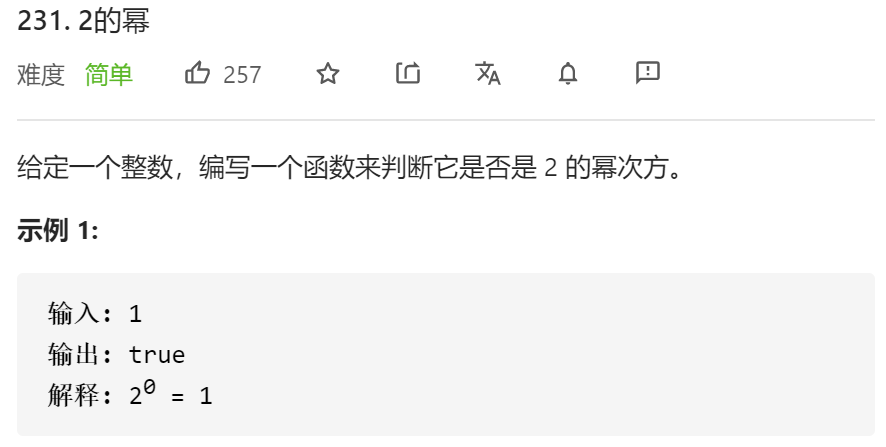 231. 2的幂
难度 简单 257
给定一个整数，编写一个函数来判断它是否是 2 的幂次方。
示例 1:
输入: 1
输出: true
解释: 2⁰ = 1